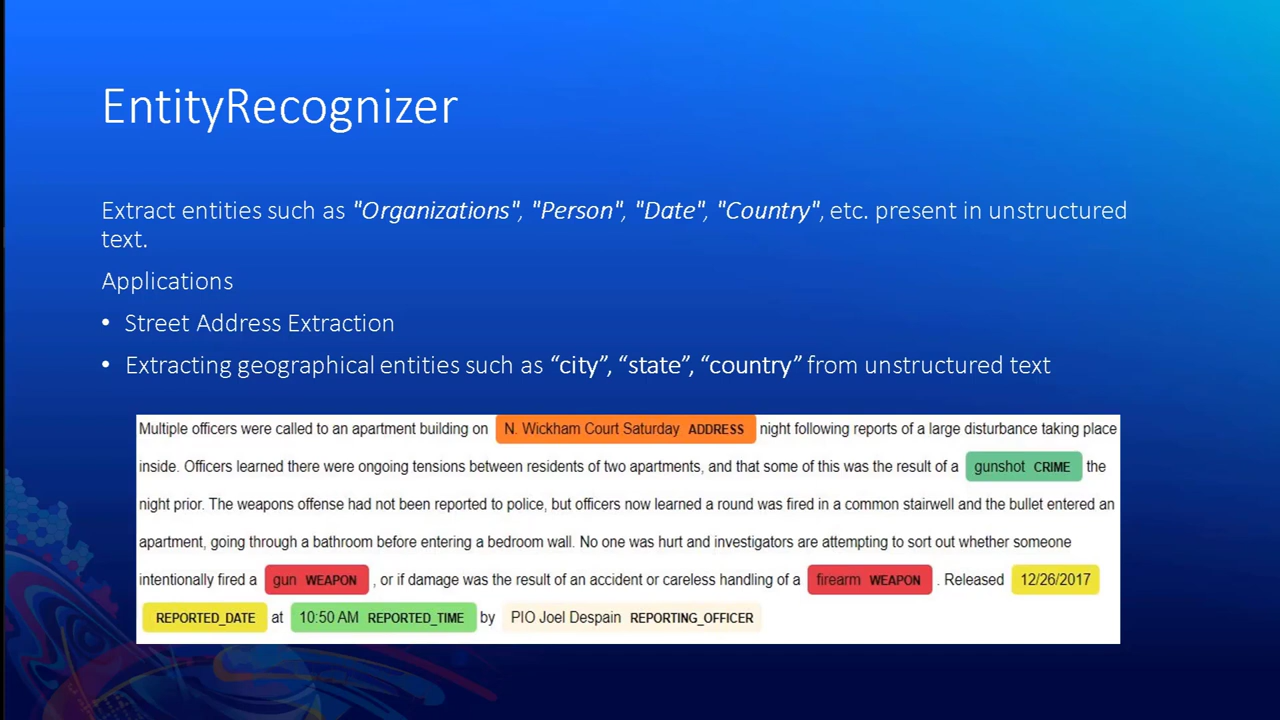 EntityRecognizer
Extract entities such as "Organizations", "Person", "Date", "Country", etc. present in unstructured
text.
Applications
• Street Address Extraction
• Extracting geographical entities such as “city”, “state”, “country” from unstructured text
Multiple officers were called to an apartment building on N. Wickham Court Saturday ADDRESS night following reports of a large disturbance taking place
inside. Officers learned there were ongoing tensions between residents of two apartments, and that some of this was the result of a gunshot CRIME the
night prior. The weapons offense had not been reported to police, but officers now learned a round was fired in a common stairwell and the bullet entered an
apartment, going through a bathroom before entering a bedroom wall. No one was hurt and investigators are attempting to sort out whether someone
intentionally fired a gun WEAPON , or if damage was the result of an accident or careless handling of a firearm WEAPON . Released 12/26/2017
REPORTED_DATE at 10:50 AM REPORTED_TIME by PIO Joel Despain REPORTING_OFFICER